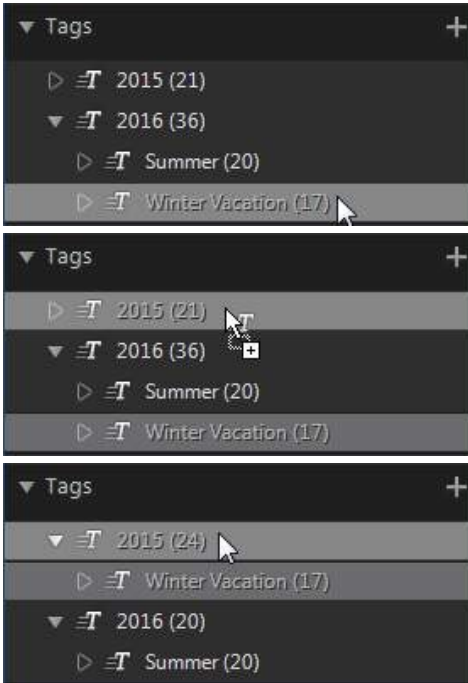 Tags
2015 (21)
2016 (36)
Summer (20)
Winter Vacation (17)
Tags
2015 (21)
2016 (36)
Summer (20)
Winter Vacation (17)
Tags
2015 (24)
Winter Vacation (17)
2016 (20)
Summer (20)